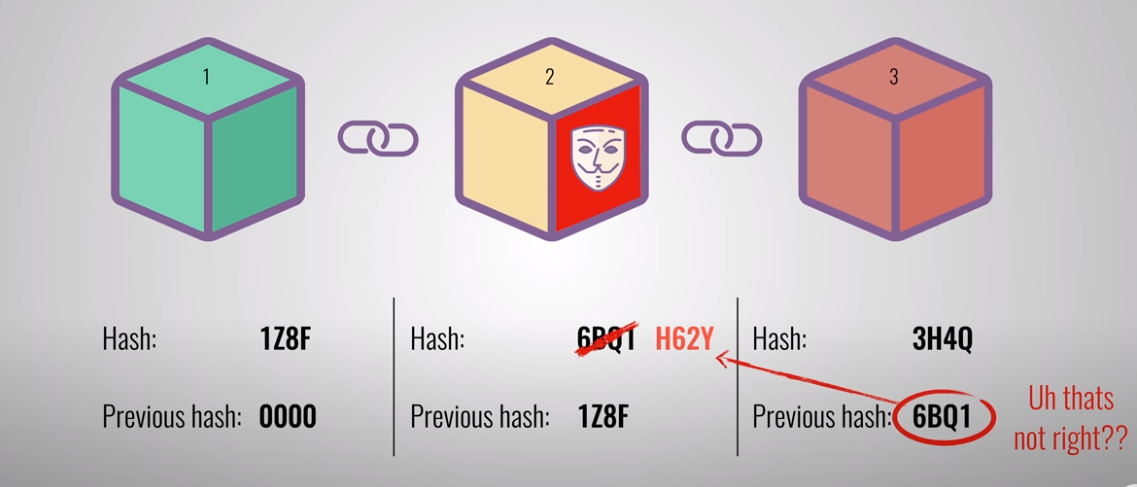 1
2
3
Hash: 1Z8F
Previous hash: 0000
Hash: 6BQ1 H62Y
Previous hash: 1Z8F
Hash: 3H4Q
Previous hash: 6BQ1
Uh thats
not right??